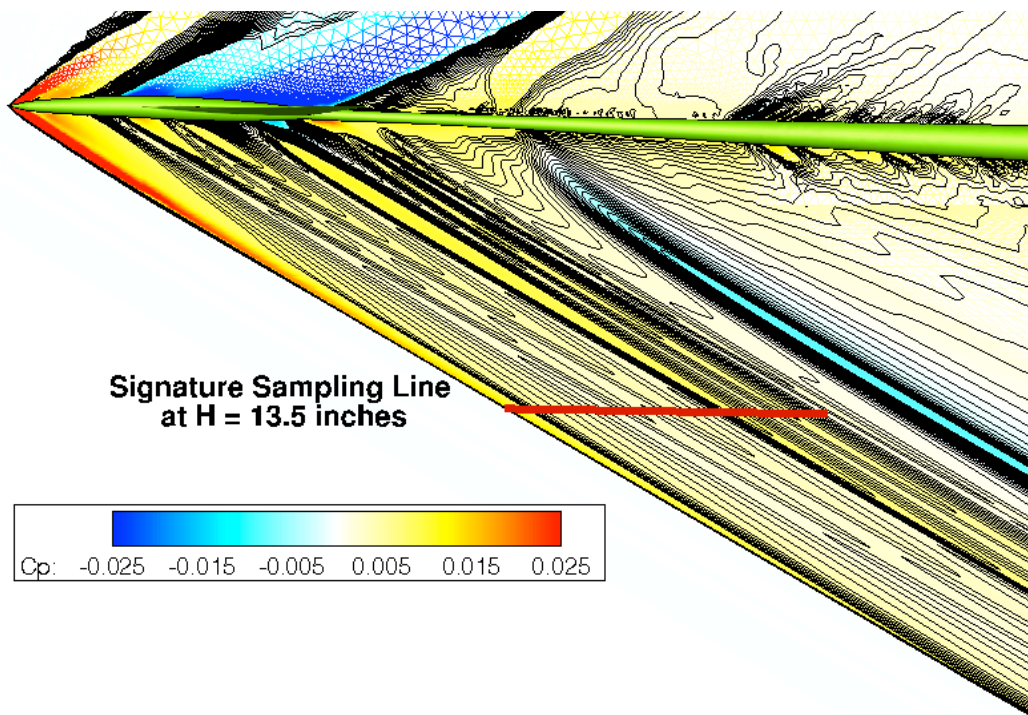 Signature Sampling Line
at H = 13.5 inches
Cp: -0.025 -0.015 -0.005 0.005 0.015 0.025